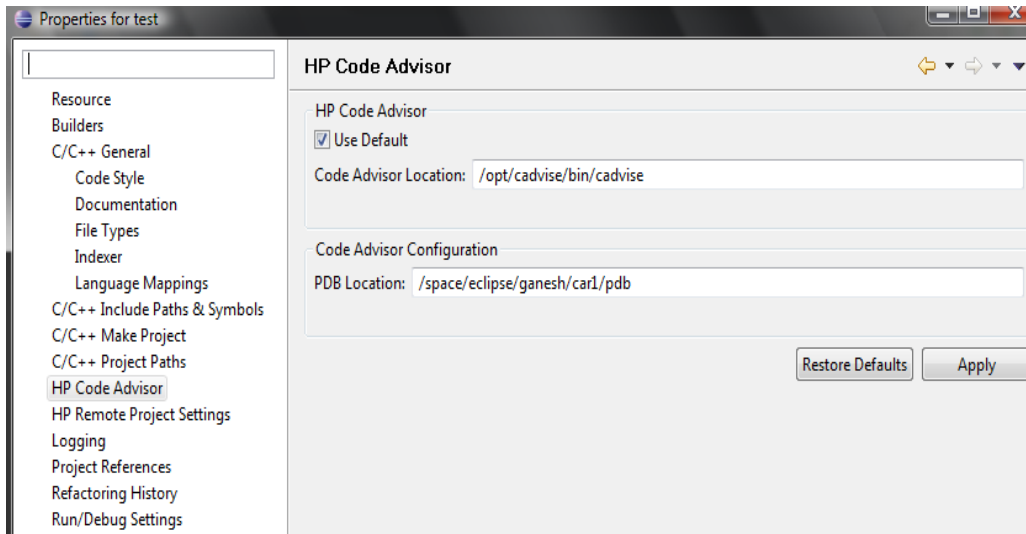 Properties for test
Resource
Builders
C/C++ General
Code Style
Documentation
File Types
Indexer
Language Mappings
C/C++ Include Paths & Symbols
C/C++ Make Project
C/C++ Project Paths
HP Code Advisor
HP Remote Project Settings
Logging
Project References
Refactoring History
Run/Debug Settings
HP Code Advisor
HP Code Advisor
Use Default
Code Advisor Location: /opt/cadvise/bin/cadvise
Code Advisor Configuration
PDB Location: /space/eclipse/ganesh/car1/pdb
Restore Defaults Apply